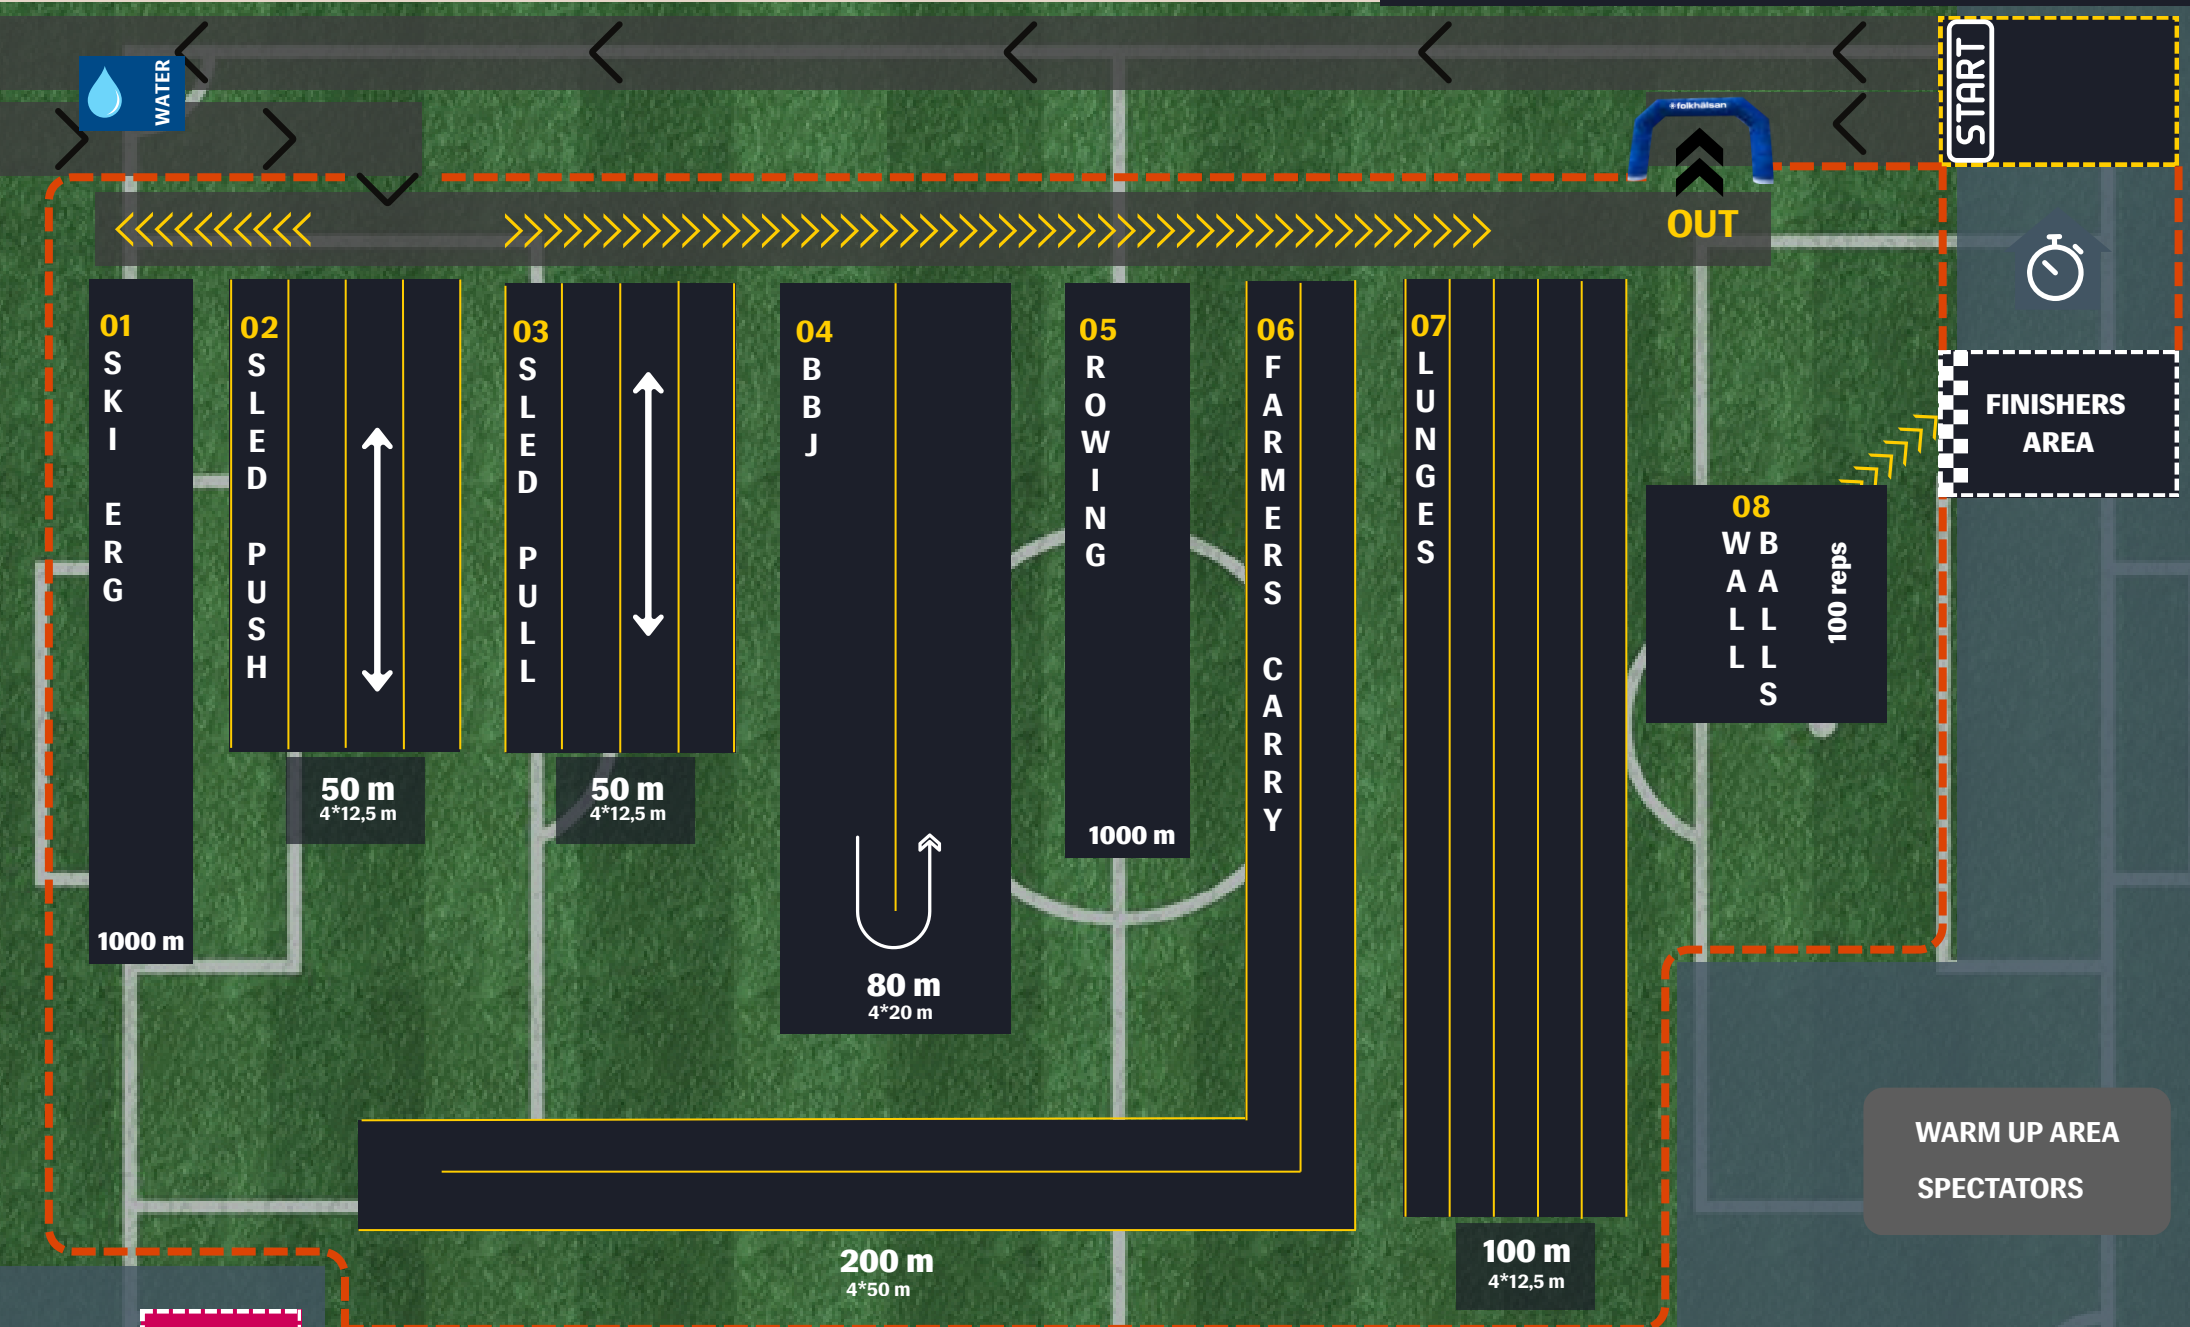 START
WATER
folkhälsan
OUT
01
SKI ERG
1000 m
02
SLED PUSH
50 m
4*12,5 m
03
SLED PULL
50 m
4*12,5 m
04
BBJ
80 m
4*20 m
05
ROWING
1000 m
06
FARMERS CARRY
200 m
4*50 m
07
LUNGES
100 m
4*12,5 m
08
WALL
BALLS
100 reps
FINISHERS
AREA
WARM UP AREA
SPECTATORS